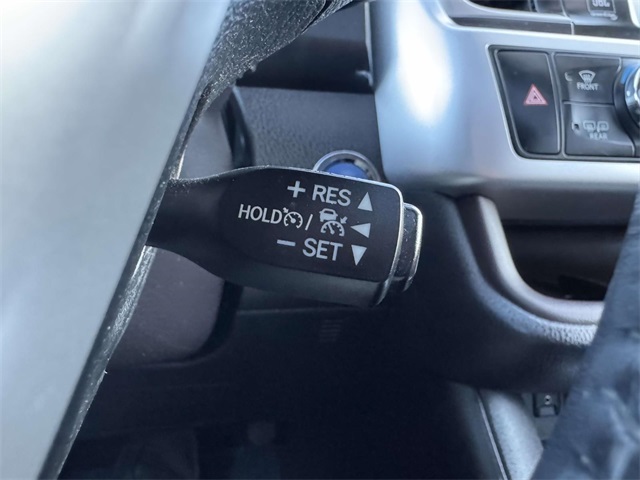 + RES
HOLD /
- SET
FRONT
REAR